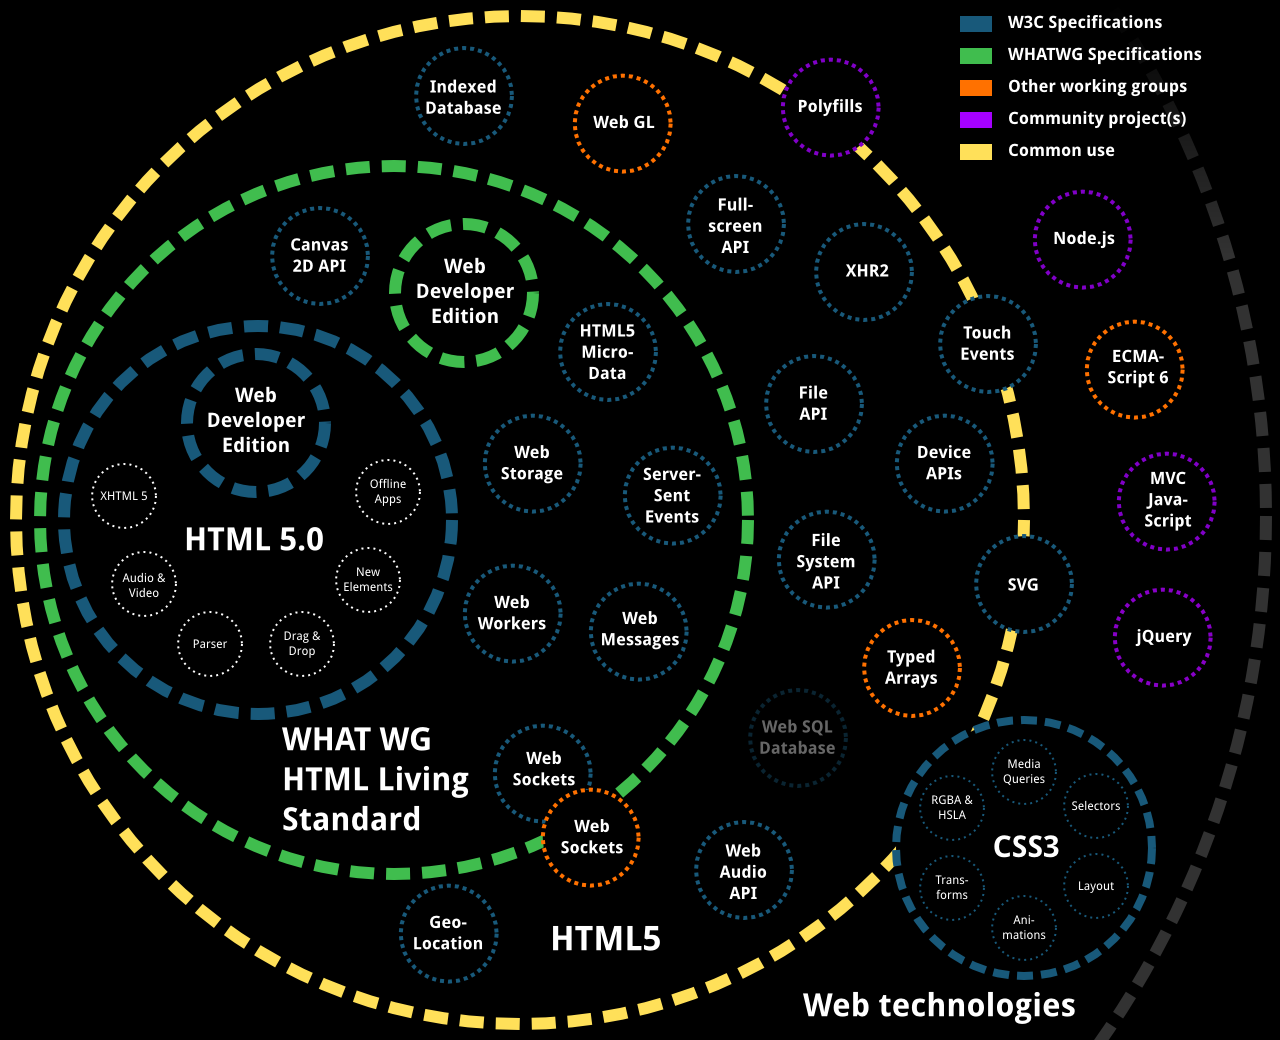 W3C Specifications
WHATWG Specifications
Other working groups
Community project(s)
Common use
Indexed
Database
Web GL
Polyfills
Full-
screen
API
XHR2
Node.js
Canvas
2D API
Web
Developer
Edition
HTML5
Micro-
Data
Touch
Events
ECMA-
Script 6
File
API
Web
Developer
Edition
Web
Storage
Server-
Sent
Events
Device
APIs
MVC
Java-
Script
XHTML 5
Offline
Apps
HTML 5.0
Audio &
Video
New
Elements
Parser
Drag &
Drop
File
System
API
SVG
Web
Workers
Web
Messages
jQuery
Typed
Arrays
WHAT WG
HTML Living
Standard
Web SQL
Database
Web
Sockets
Web
Sockets
Web
Audio
API
Media
Queries
RGBA &
HSLA
Selectors
CSS3
Trans-
forms
Layout
Ani-
mations
Geo-
Location
HTML5
Web technologies